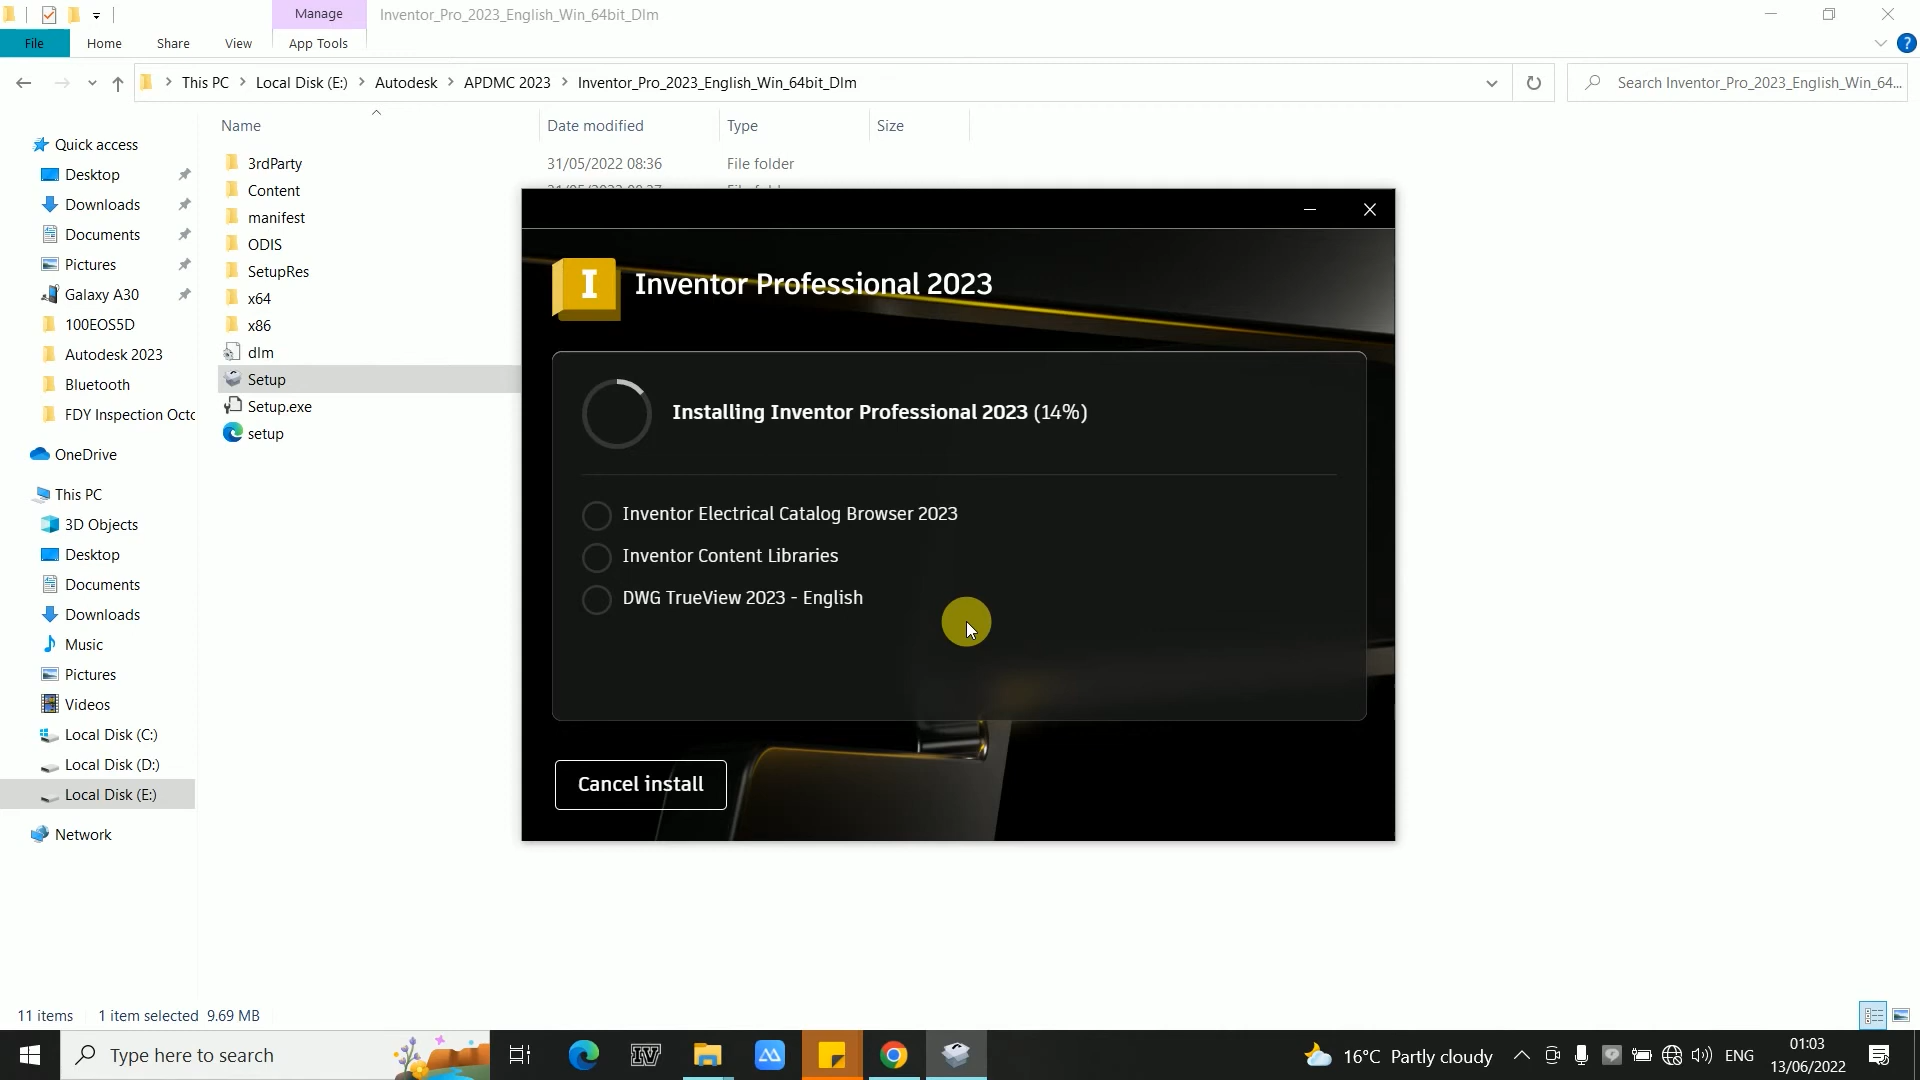 Manage
Inventor_Pro_2023_English_Win_64bit_Dlm
File
Home
Share
View
App Tools
?
This PC
Local Disk (E:)
Autodesk
APDMC 2023
Inventor_Pro_2023_English_Win_64bit_Dlm
Search Inventor_Pro_2023_English_Win_64...
Name
Date modified
Type
Size
Quick access
Desktop
Downloads
Documents
Pictures
Galaxy A30
100EOS5D
Autodesk 2023
Bluetooth
FDY Inspection Octo
OneDrive
This PC
3D Objects
Desktop
Documents
Downloads
Music
Pictures
Videos
Local Disk (C:)
Local Disk (D:)
Local Disk (E:)
Network
3rdParty
31/05/2022 08:36
File folder
Content
manifest
ODIS
SetupRes
x64
x86
dlm
Setup
Setup.exe
setup
I
Inventor Professional 2023
Installing Inventor Professional 2023 (14%)
Inventor Electrical Catalog Browser 2023
Inventor Content Libraries
DWG TrueView 2023 - English
Cancel install
11 items
1 item selected 9.69 MB
Type here to search
16°C Partly cloudy
ENG
01:03
13/06/2022